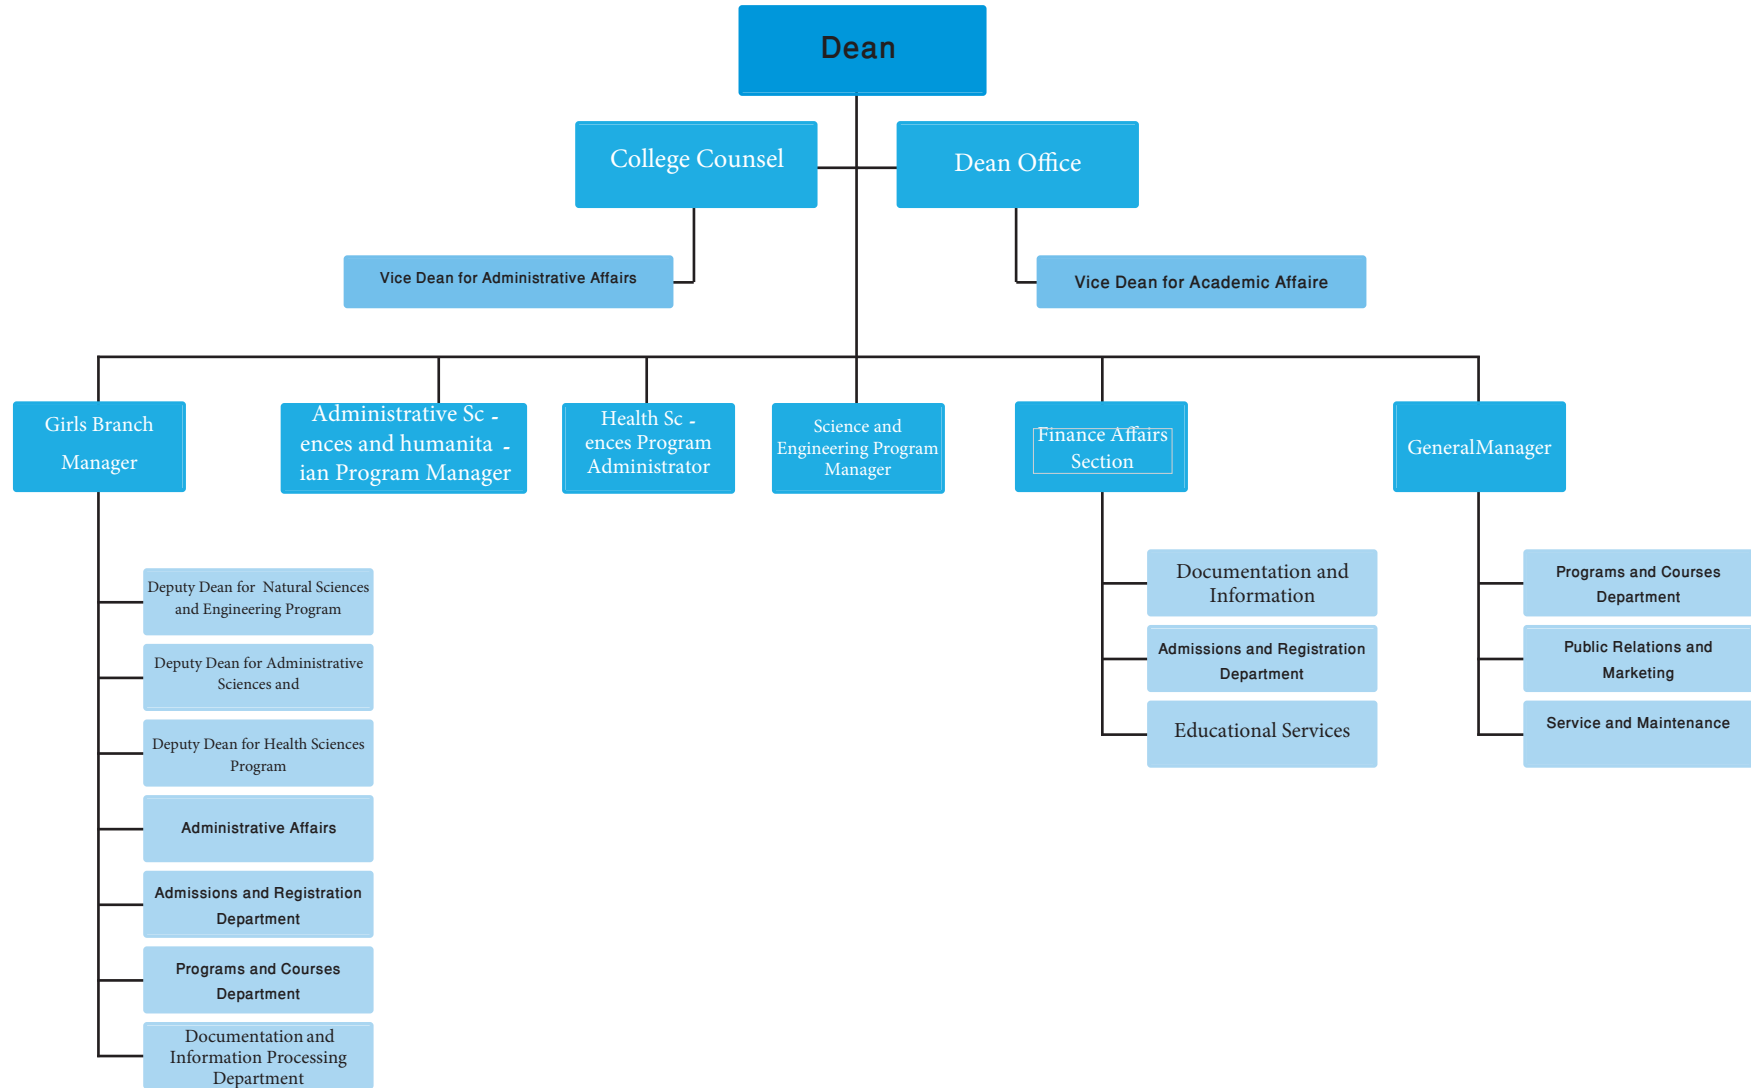 Dean
College Counsel
Dean Office
Vice Dean for Administrative Affairs
Vice Dean for Academic Affaire
Girls Branch
Manager
Administrative Sc -
ences and humanita -
ian Program Manager
Health Sc -
ences Program
Administrator
Science and
Engineering Program
Manager
Finance Affairs
Section
GeneralManager
Deputy Dean for Natural Sciences
and Engineering Program
Deputy Dean for Administrative
Sciences and
Deputy Dean for Health Sciences
Program
Administrative Affairs
Admissions and Registration
Department
Programs and Courses
Department
Documentation and
Information Processing
Department
Documentation and
Information
Admissions and Registration
Department
Educational Services
Programs and Courses
Department
Public Relations and
Marketing
Service and Maintenance